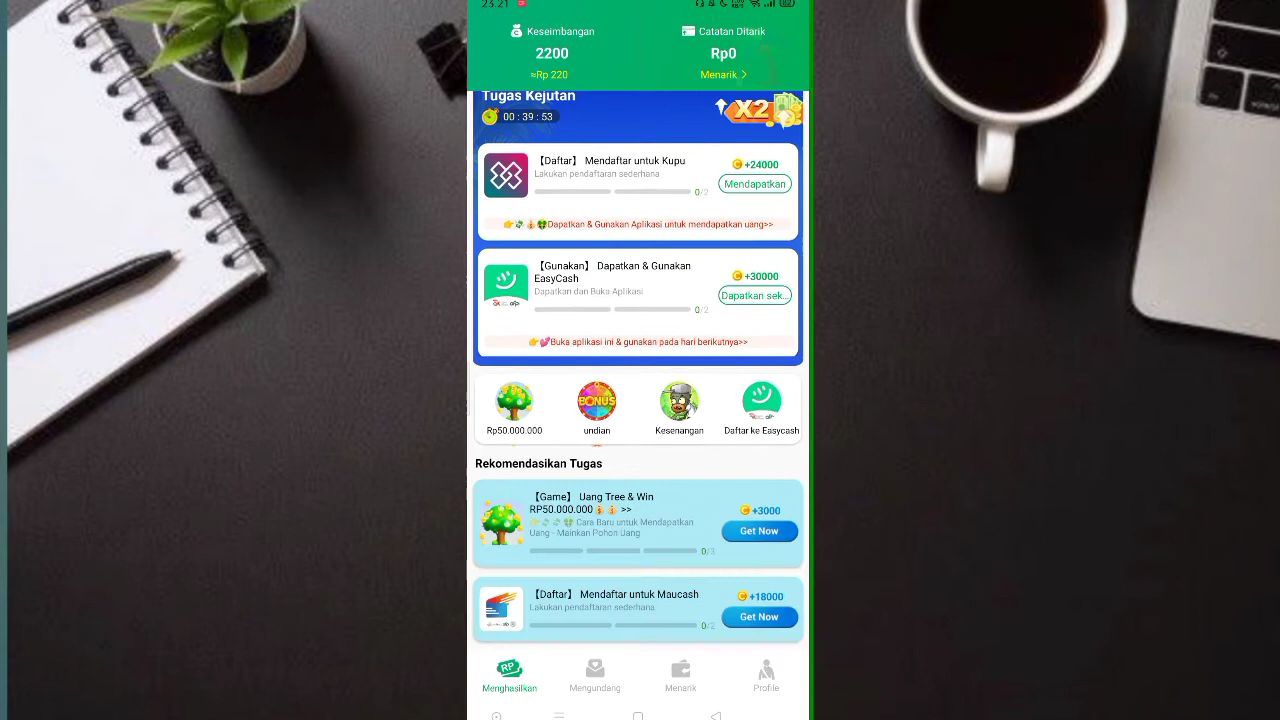 23.21
Keseimbangan
Catatan Ditarik
2200
Rp0
≈Rp 220
Menarik >
Tugas Kejutan
00 : 39 : 53
X2
【Daftar】 Mendaftar untuk Kupu
Lakukan pendaftaran sederhana
0/2
+24000
Mendapatkan
👉💸💰🤑Dapatkan & Gunakan Aplikasi untuk mendapatkan uang>>
【Gunakan】 Dapatkan & Gunakan
EasyCash
Dapatkan dan Buka Aplikasi
0/2
+30000
Dapatkan sek...
👉💕Buka aplikasi ini & gunakan pada hari berikutnya>>
BONUS
Rp50.000.000
undian
Kesenangan
Daftar ke Easycash
Rekomendasikan Tugas
【Game】 Uang Tree & Win
RP50.000.000💰💰 >>
👉💸💸🤑 Cara Baru untuk Mendapatkan
Uang - Mainkan Pohon Uang
0/3
+3000
Get Now
【Daftar】 Mendaftar untuk Maucash
Lakukan pendaftaran sederhana
0/2
+18000
Get Now
RP
Menghasilkan
Mengundang
Menarik
Profile